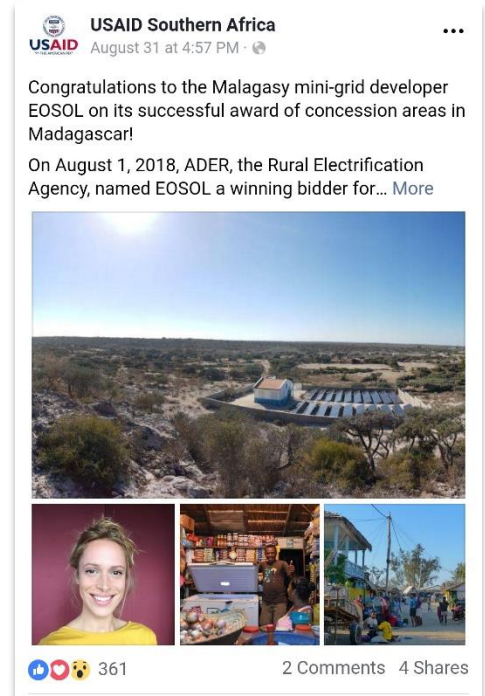 USAID Southern Africa
USAID
August 31 at 4:57 PM ·
Congratulations to the Malagasy mini-grid developer
EOSOL on its successful award of concession areas in
Madagascar!
On August 1, 2018, ADER, the Rural Electrification
Agency, named EOSOL a winning bidder for... More
361
2 Comments 4 Shares